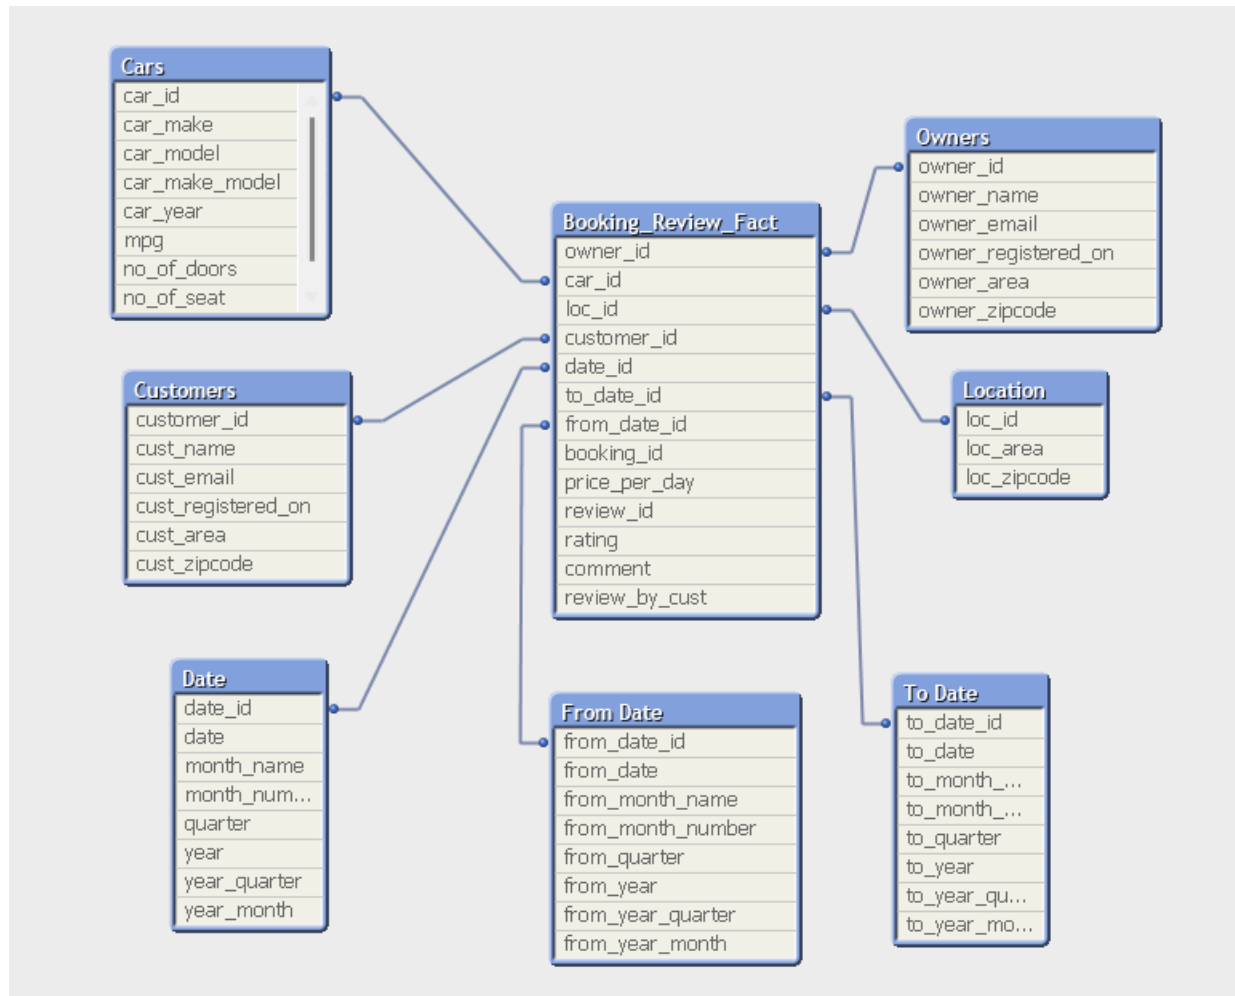 Cars
car_id
car_make
car_model
car_make_model
car_year
mpg
no_of_doors
no_of_seat
Customers
customer_id
cust_name
cust_email
cust_registered_on
cust_area
cust_zipcode
Date
date_id
date
month_name
month_num...
quarter
year
year_quarter
year_month
Booking_Review_Fact
owner_id
car_id
loc_id
customer_id
date_id
to_date_id
from_date_id
booking_id
price_per_day
review_id
rating
comment
review_by_cust
From Date
from_date_id
from_date
from_month_name
from_month_number
from_quarter
from_year
from_year_quarter
from_year_month
Owners
owner_id
owner_name
owner_email
owner_registered_on
owner_area
owner_zipcode
Location
loc_id
loc_area
loc_zipcode
To Date
to_date_id
to_date
to_month_...
to_month_...
to_quarter
to_year
to_year_qu...
to_year_mo...